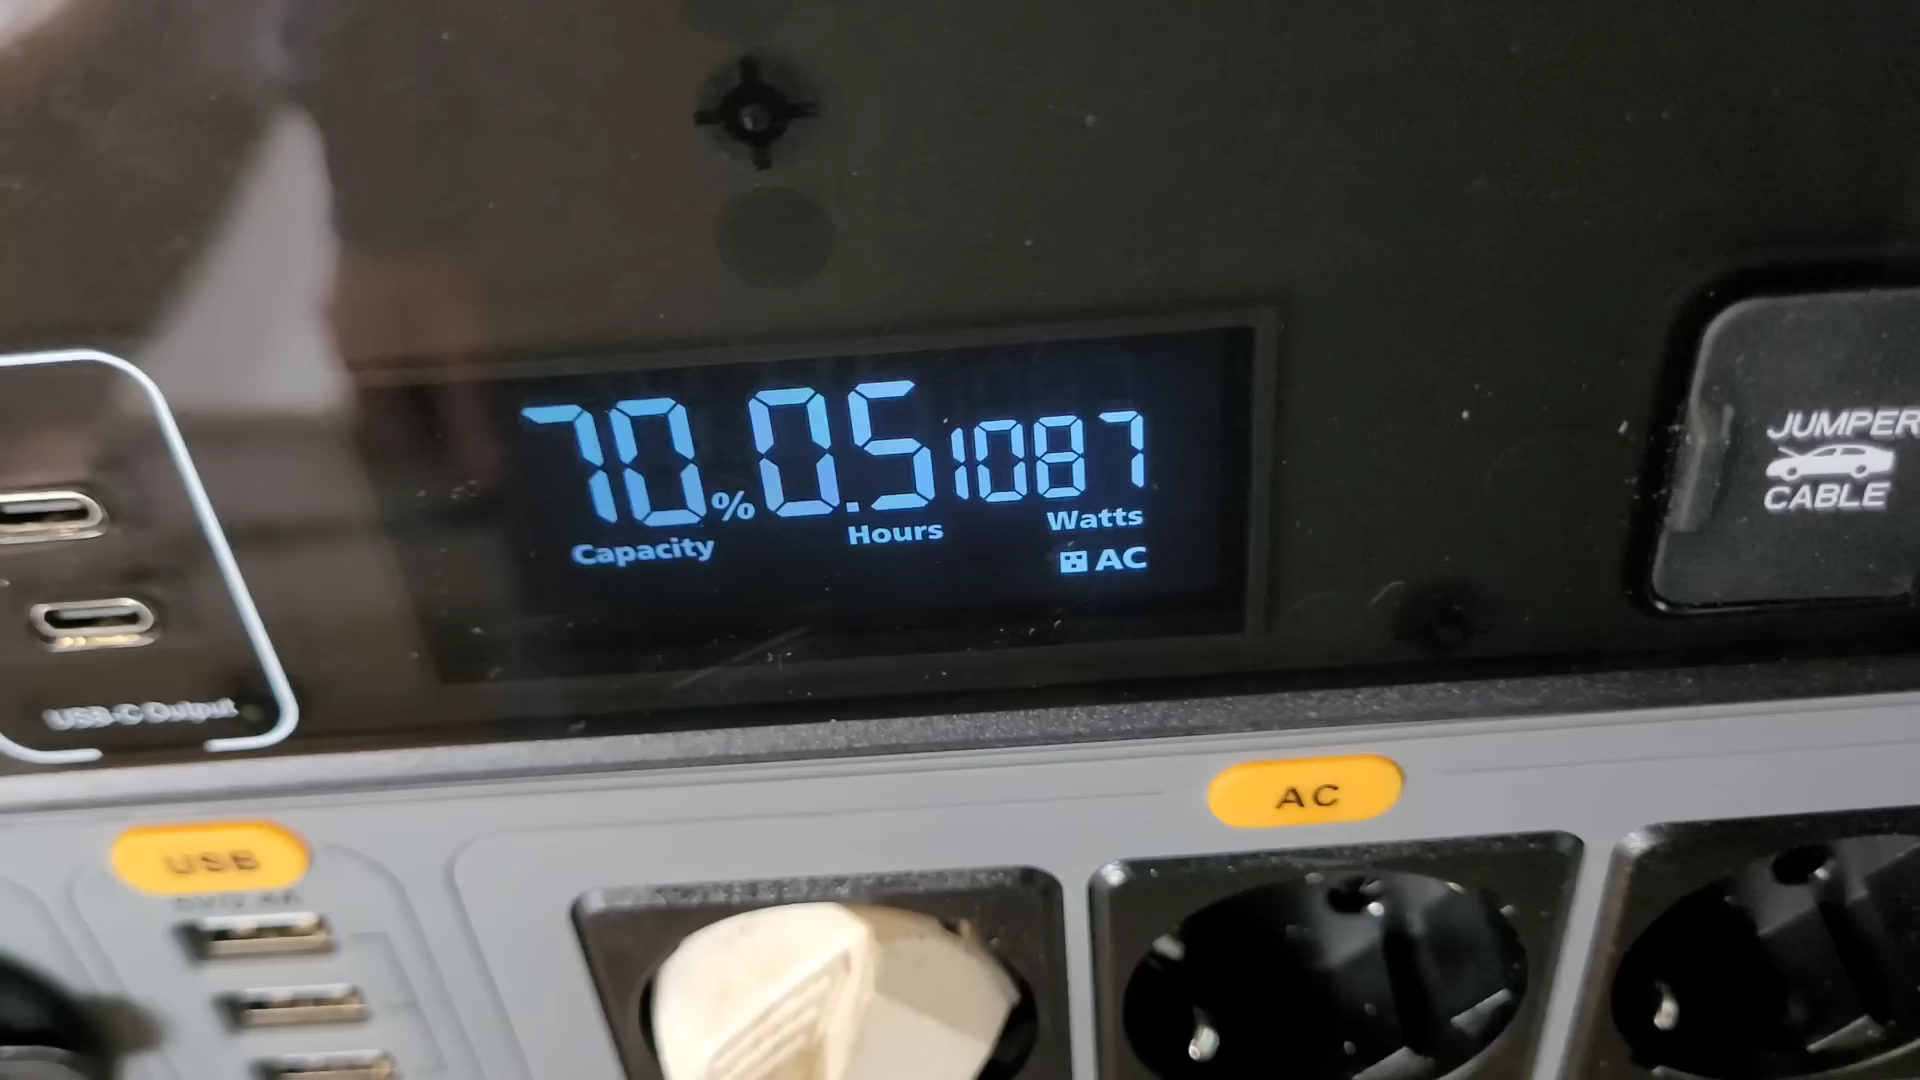 70% 0.5 1087
Capacity Hours Watts
AC
JUMPER
CABLE
USB-C Output
AC
USB